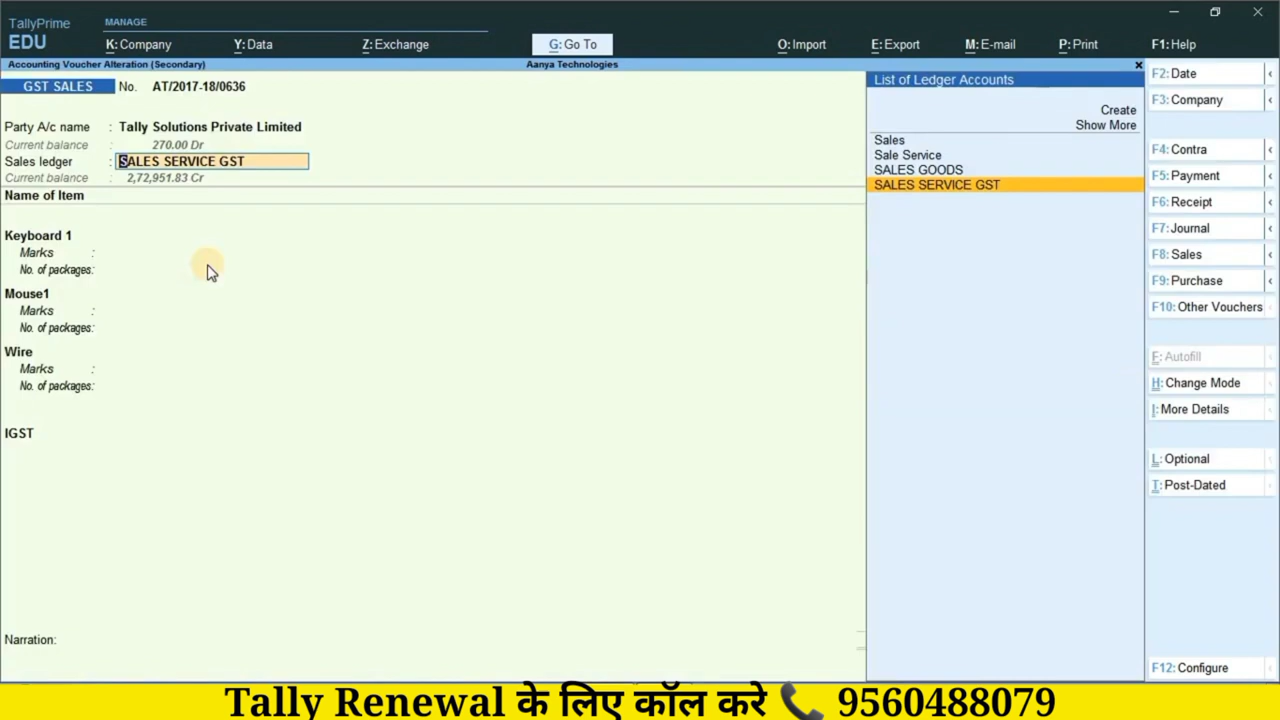 TallyPrime
EDU
MANAGE
K: Company
Y: Data
Z: Exchange
G: Go To
O: Import
E: Export
M: E-mail
P: Print
F1: Help
Accounting Voucher Alteration (Secondary)
Aanya Technologies
GST SALES No. AT/2017-18/0636
Party A/c name : Tally Solutions Private Limited
Current balance : 270.00 Dr
Sales ledger : SALES SERVICE GST
Current balance : 2,72,951.83 Cr
Name of Item
Keyboard 1
Marks :
No. of packages:
Mouse1
Marks :
No. of packages:
Wire
Marks :
No. of packages:
IGST
Narration:
List of Ledger Accounts
Create
Show More
Sales
Sale Service
SALES GOODS
SALES SERVICE GST
F2: Date
F3: Company
F4: Contra
F5: Payment
F6: Receipt
F7: Journal
F8: Sales
F9: Purchase
F10: Other Vouchers
F: Autofill
H: Change Mode
I: More Details
L: Optional
T: Post-Dated
F12: Configure
Tally Renewal के लिए कॉल करे 📞 9560488079